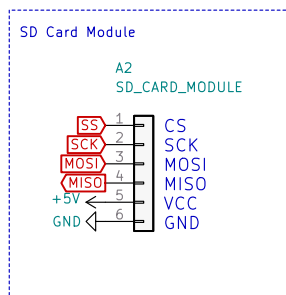 SD Card Module
A2
SD_CARD_MODULE
SS 1 CS
SCK 2 SCK
MOSI 3 MOSI
MISO 4 MISO
+5V 5 VCC
GND 6 GND